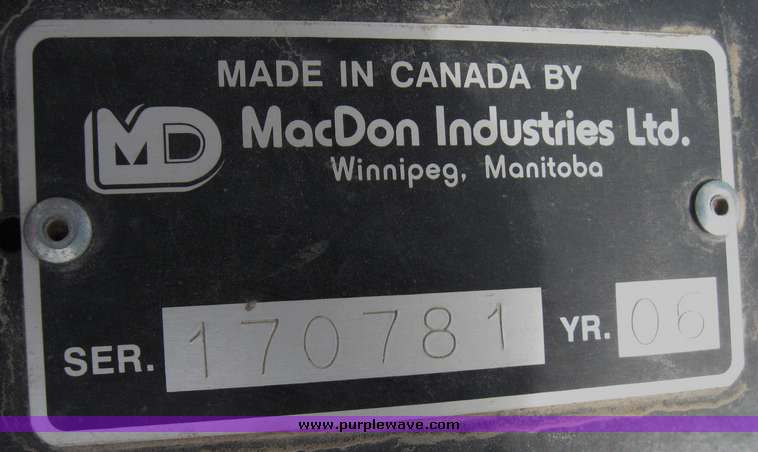 MADE IN CANADA BY
MD MacDon Industries Ltd.
Winnipeg, Manitoba
SER. 170781 YR. 06
www.purplewave.com